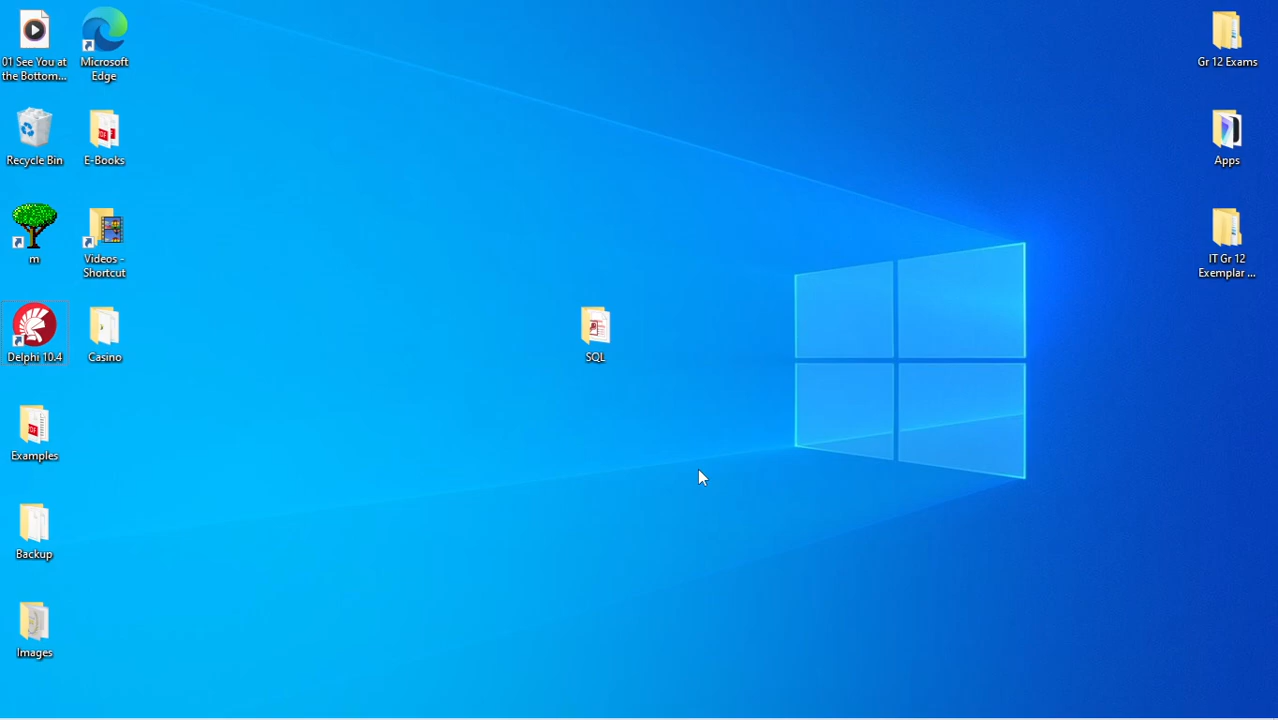 01 See You at
the Bottom...
Microsoft
Edge
Recycle Bin
E-Books
m
Videos -
Shortcut
Delphi 10.4
Casino
Examples
Backup
Images
SQL
Gr 12 Exams
Apps
IT Gr 12
Exemplar ...